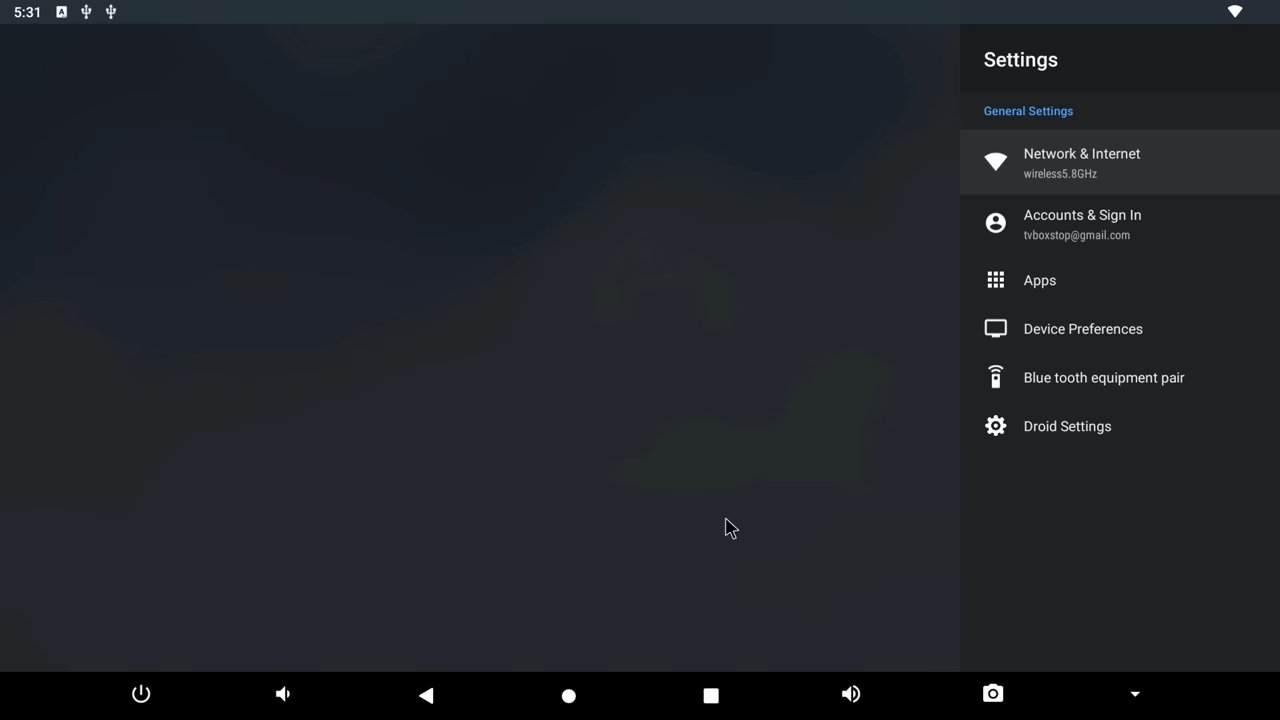 5:31
Settings
General Settings
Network & Internet
wireless5.8GHz
Accounts & Sign In
tvboxstop@gmail.com
Apps
Device Preferences
Blue tooth equipment pair
Droid Settings